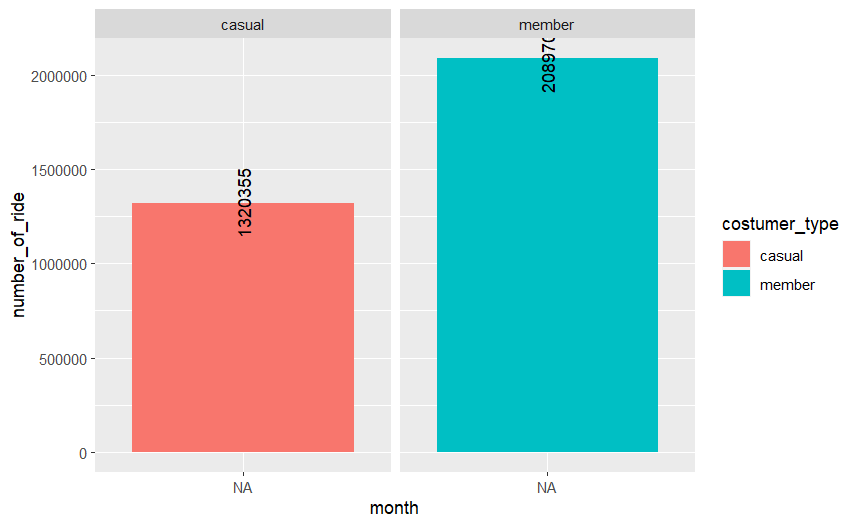 casual
member
2000000
1500000
1000000
500000
0
number_of_ride
1320355
NA
NA
month
costumer_type
casual
member